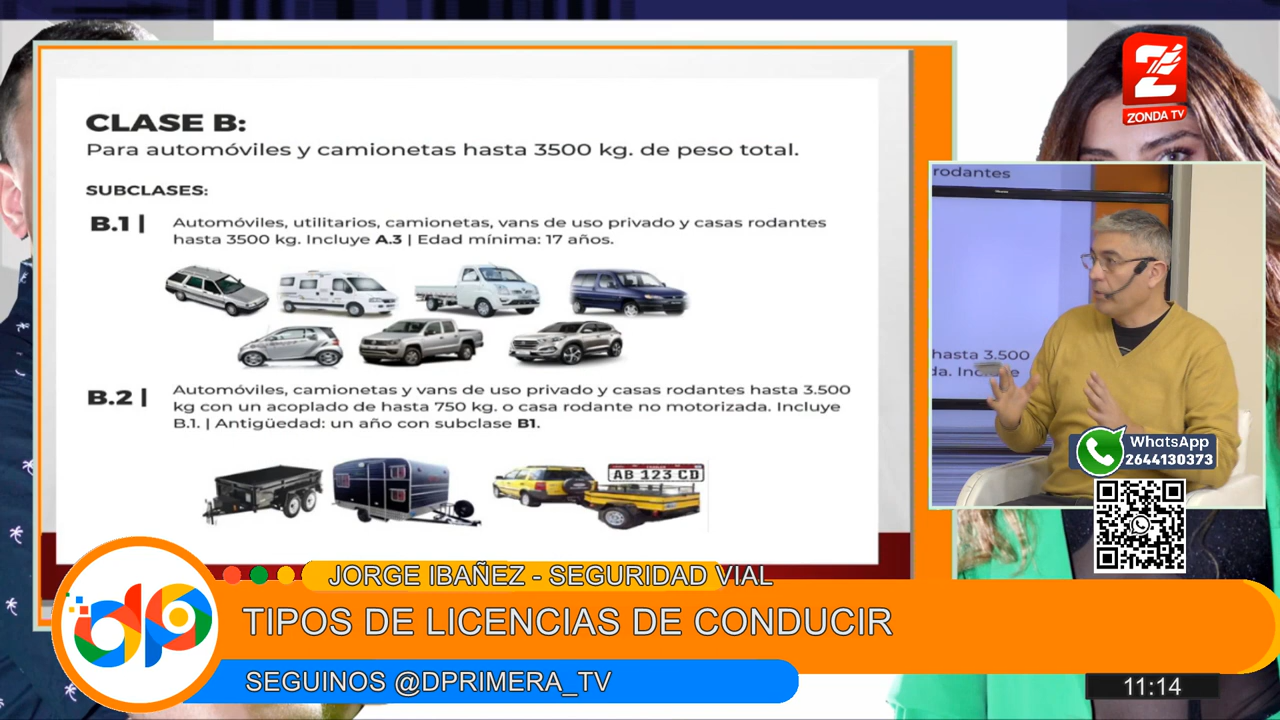 CLASE B:
Para automóviles y camionetas hasta 3500 kg. de peso total.
SUBCLASES:
B.1 |
Automóviles, utilitarios, camionetas, vans de uso privado y casas rodantes
hasta 3500 kg. Incluye A.3 | Edad mínima: 17 años.
B.2 |
Automóviles, camionetas y vans de uso privado y casas rodantes hasta 3.500
kg con un acoplado de hasta 750 kg. o casa rodante no motorizada. Incluye
B.1. | Antigüedad: un año con subclase B1.
AB 123 CD
Z
ZONDA TV
rodantes
hasta 3.500
WhatsApp
2644130373
JORGE IBAÑEZ - SEGURIDAD VIAL
dp
TIPOS DE LICENCIAS DE CONDUCIR
SEGUINOS @DPRIMERA_TV
11:14